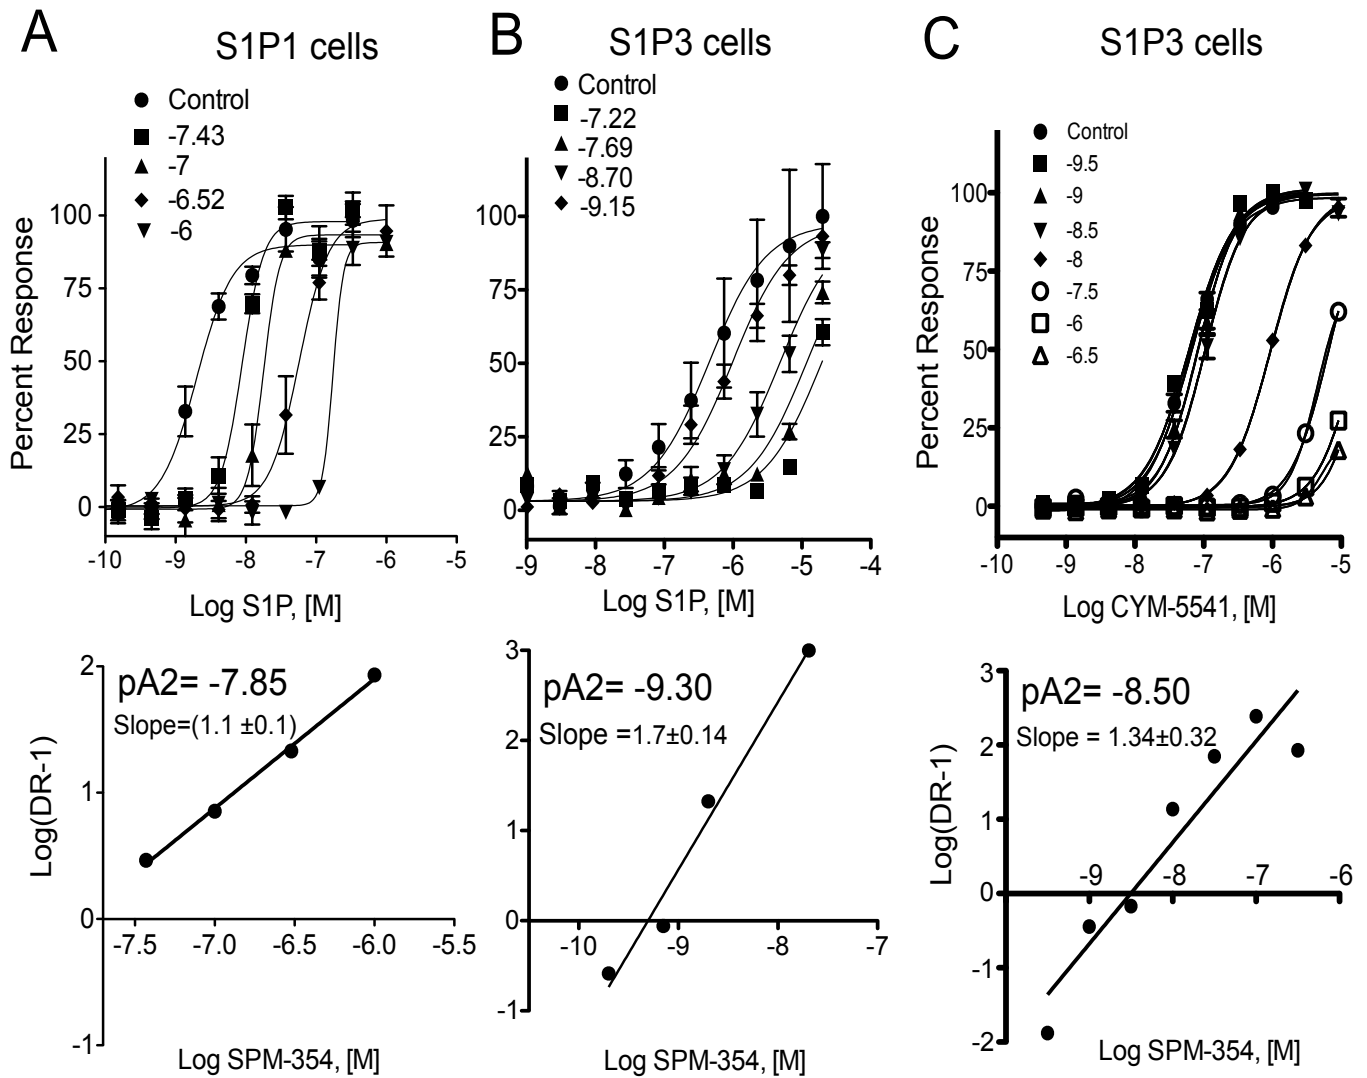 A
S1P1 cells
Control
-7.43
-7
-6.52
-6
Percent Response
100
75
50
25
0
-10 -9 -8 -7 -6 -5
Log S1P, [M]
B
S1P3 cells
Control
-7.22
-7.69
-8.70
-9.15
100
75
50
25
0
-9 -8 -7 -6 -5 -4
Log S1P, [M]
C
S1P3 cells
Control
-9.5
-9
-8.5
-8
-7.5
-6
-6.5
Percent Response
100
50
25
0
-10 -9 -8 -7 -6 -5
Log CYM-5541, [M]
pA2= -7.85
Slope=(1.1 ±0.1)
Log(DR-1)
2
1
0
-1
-7.5 -7.0 -6.5 -6.0 -5.5
Log SPM-354, [M]
pA2= -9.30
Slope =1.7±0.14
3
2
1
0
-1
-10 -9 -8 -7
Log SPM-354, [M]
pA2= -8.50
Slope = 1.34±0.32
Log(DR-1)
3
2
1
0
-1
-2
-9 -8 -7 -6
Log SPM-354, [M]